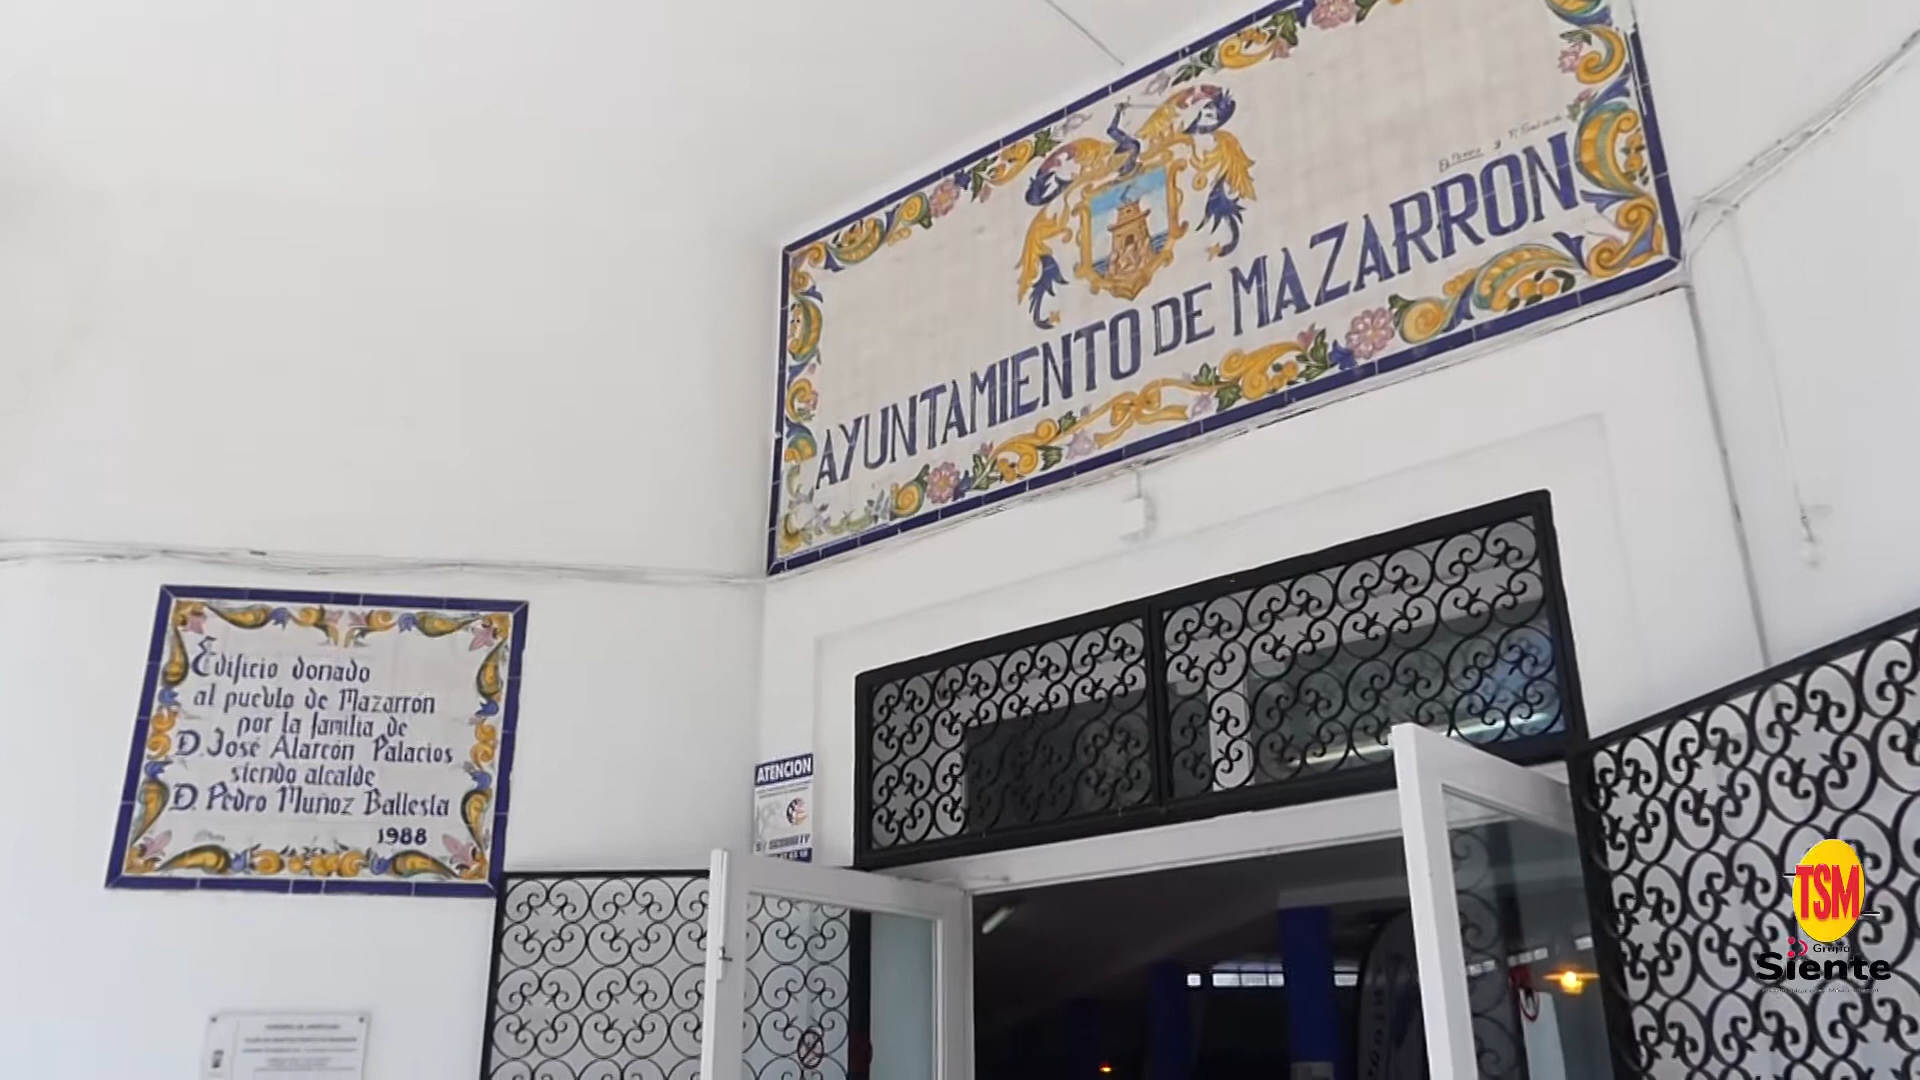 AYUNTAMIENTO DE MAZARRON
Edificio donado
al pueblo de Mazarrón
por la familia de
D. José Alarcón Palacios
siendo alcalde
D. Pedro Muñoz Ballesta
1988
ATENCION
TSM
Grupo
Siente